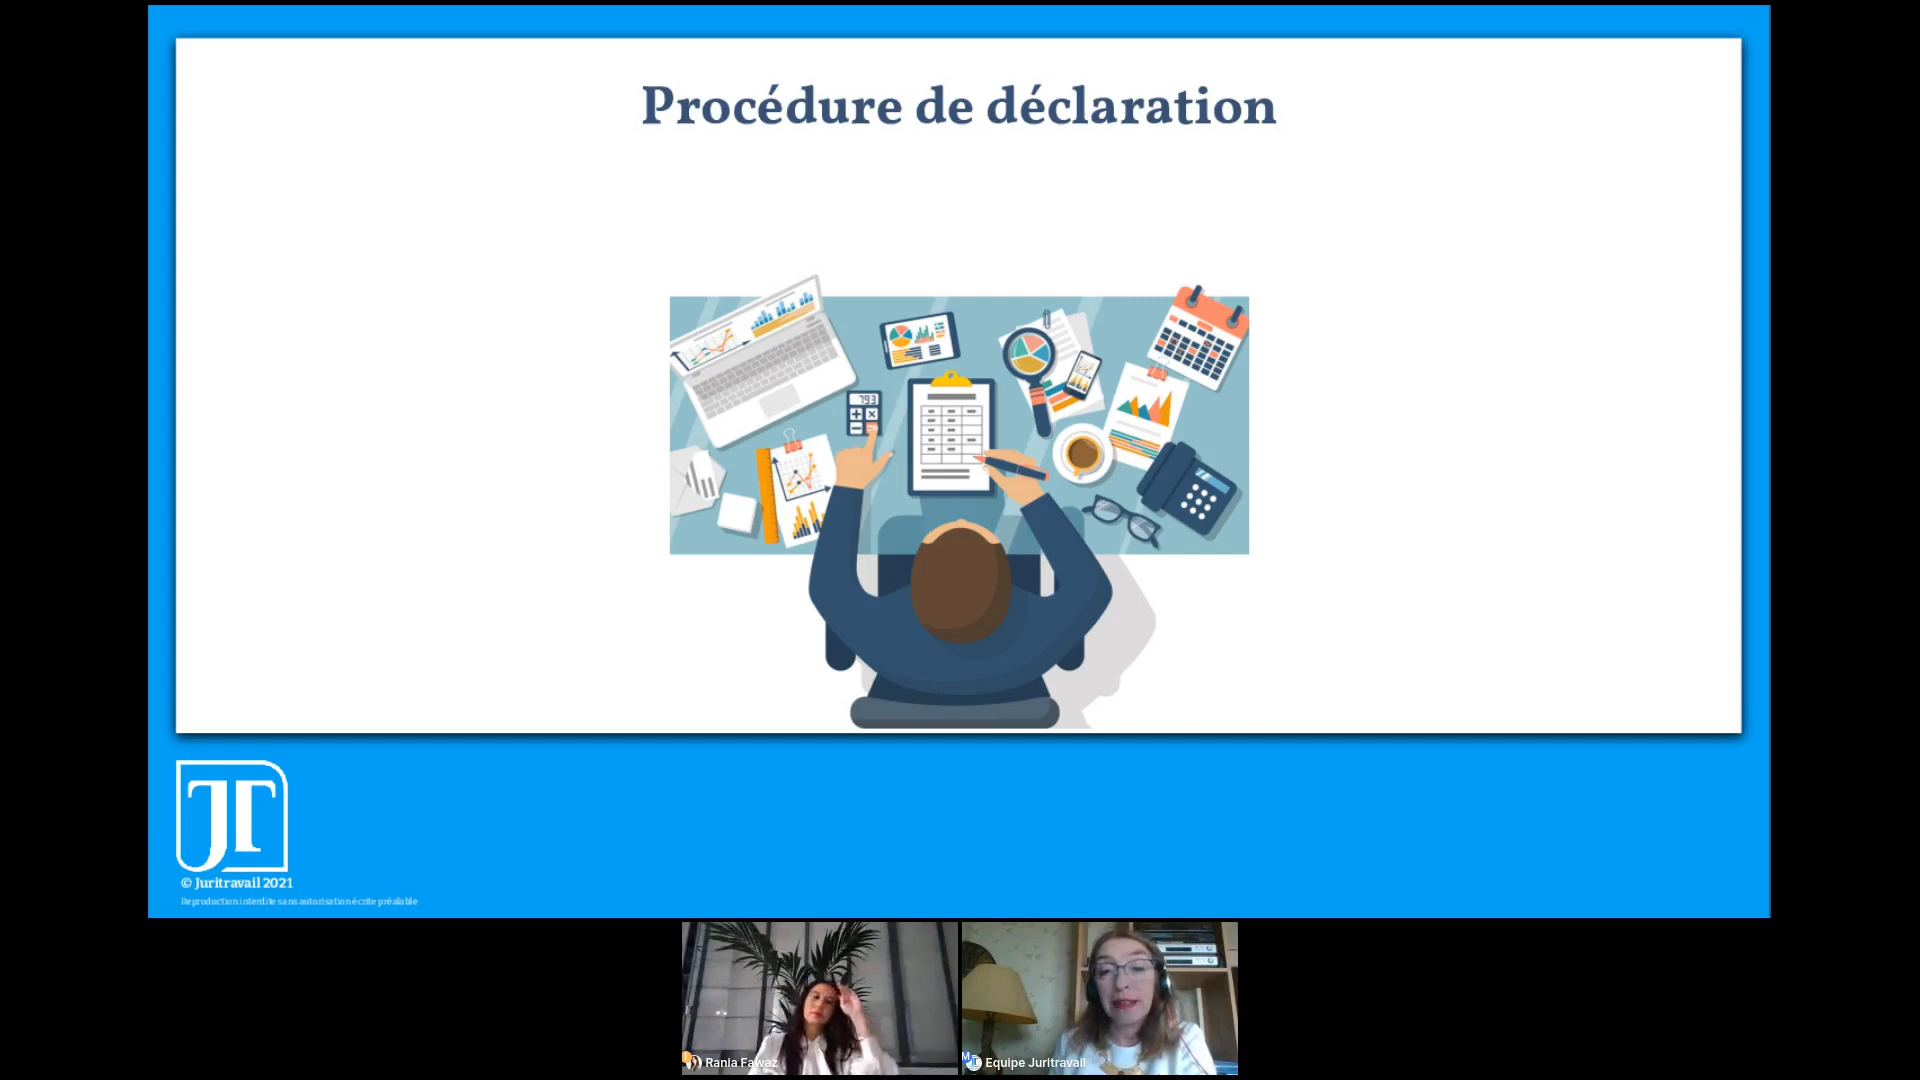 Procédure de déclaration
793
JT
© Juritravail 2021
Reproduction interdite sans autorisation écrite préalable
Rania Fawaz
Equipe Juritravail